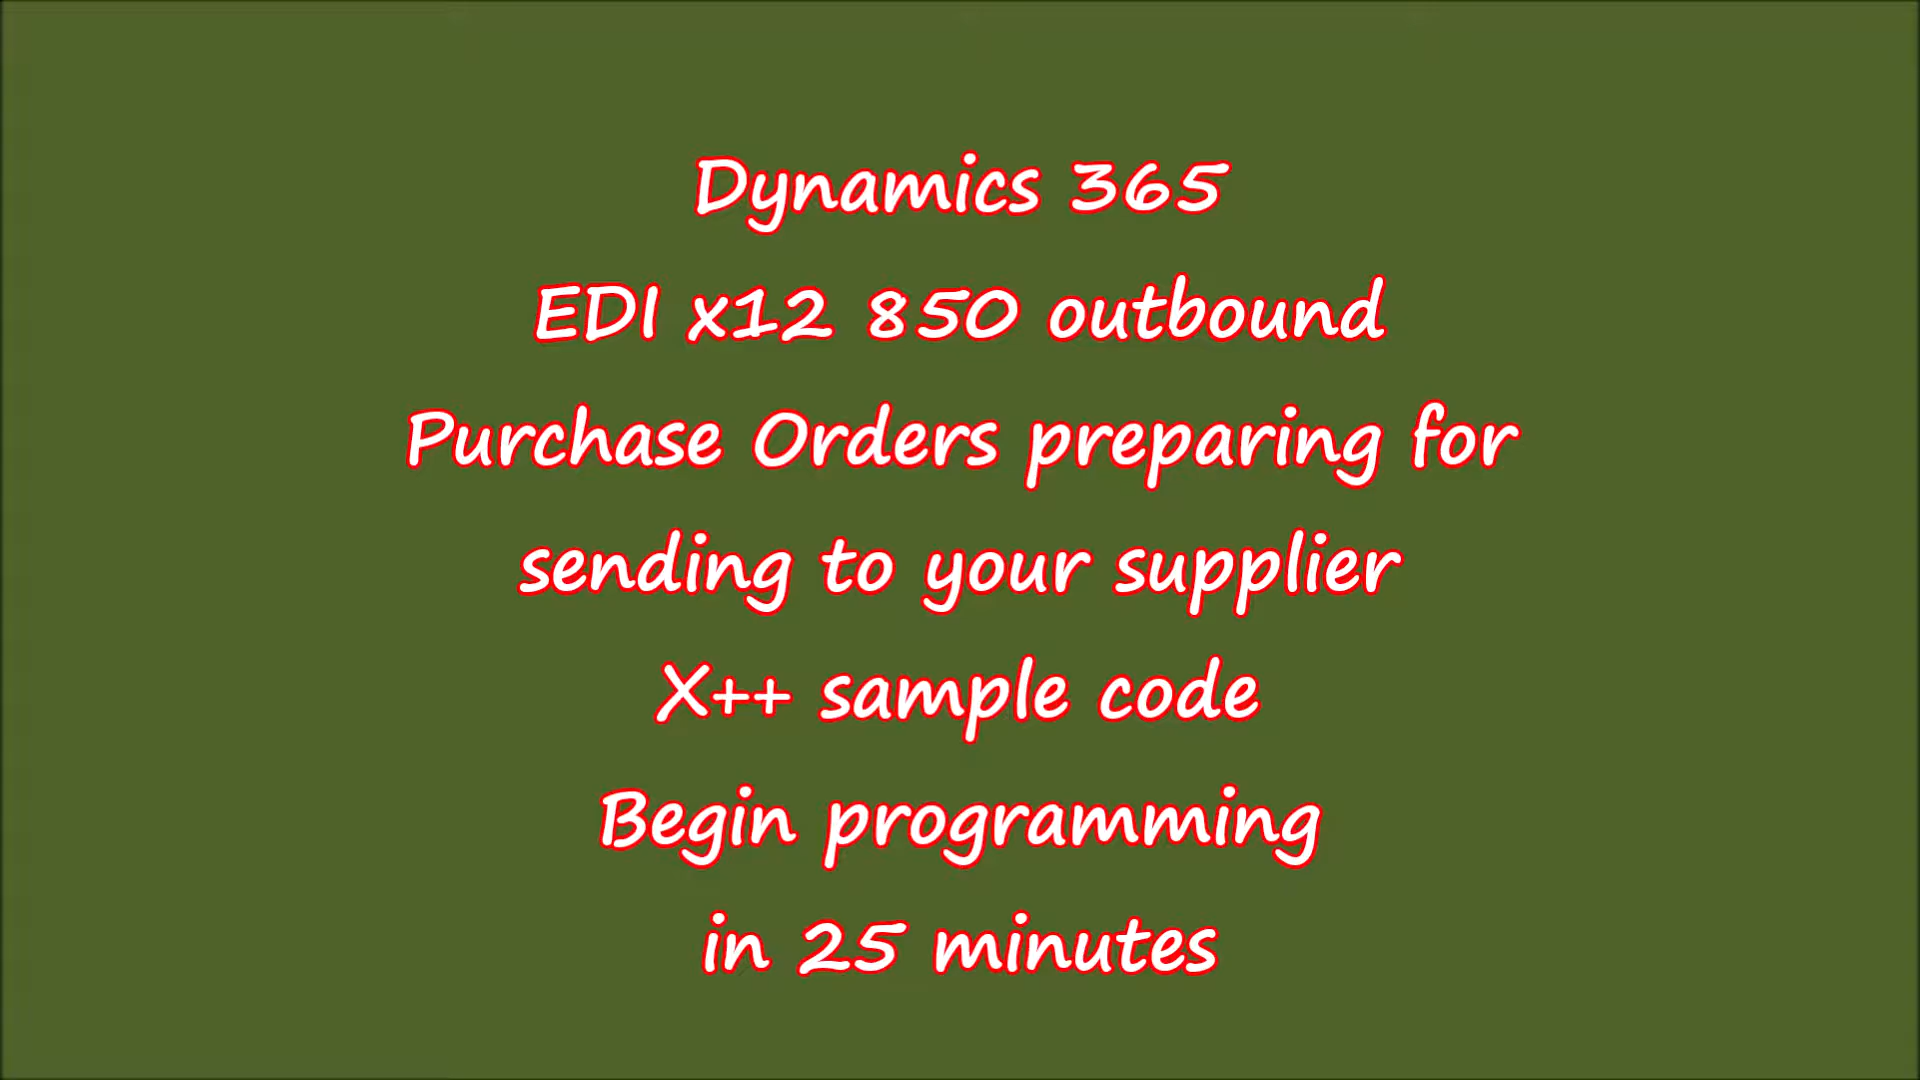 Dynamics 365
EDI x12 850 outbound
Purchase Orders preparing for
sending to your supplier
X++ sample code
Begin programming
in 25 minutes